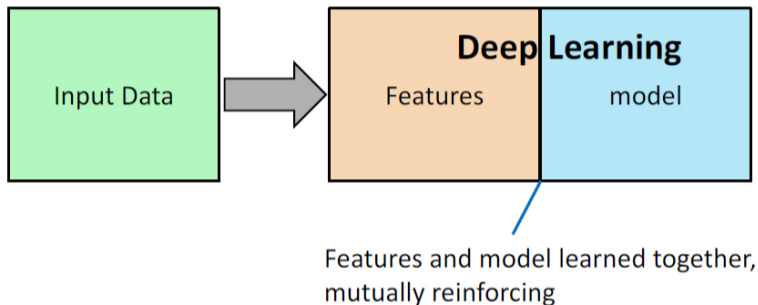 Deep Learning
Input Data
Features
model
Features and model learned together,
mutually reinforcing